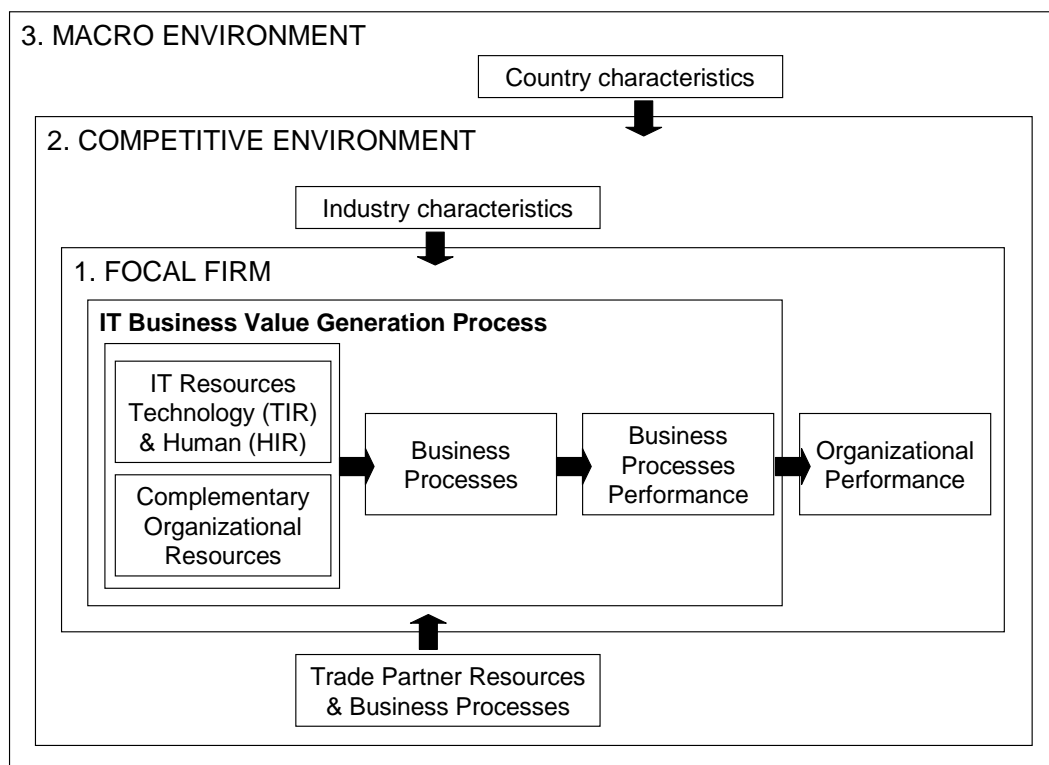 3. MACRO ENVIRONMENT
Country characteristics
2. COMPETITIVE ENVIRONMENT
Industry characteristics
1. FOCAL FIRM
IT Business Value Generation Process
IT Resources
Technology (TIR)
& Human (HIR)
Complementary
Organizational
Resources
Business
Processes
Business
Processes
Performance
Organizational
Performance
Trade Partner Resources
& Business Processes